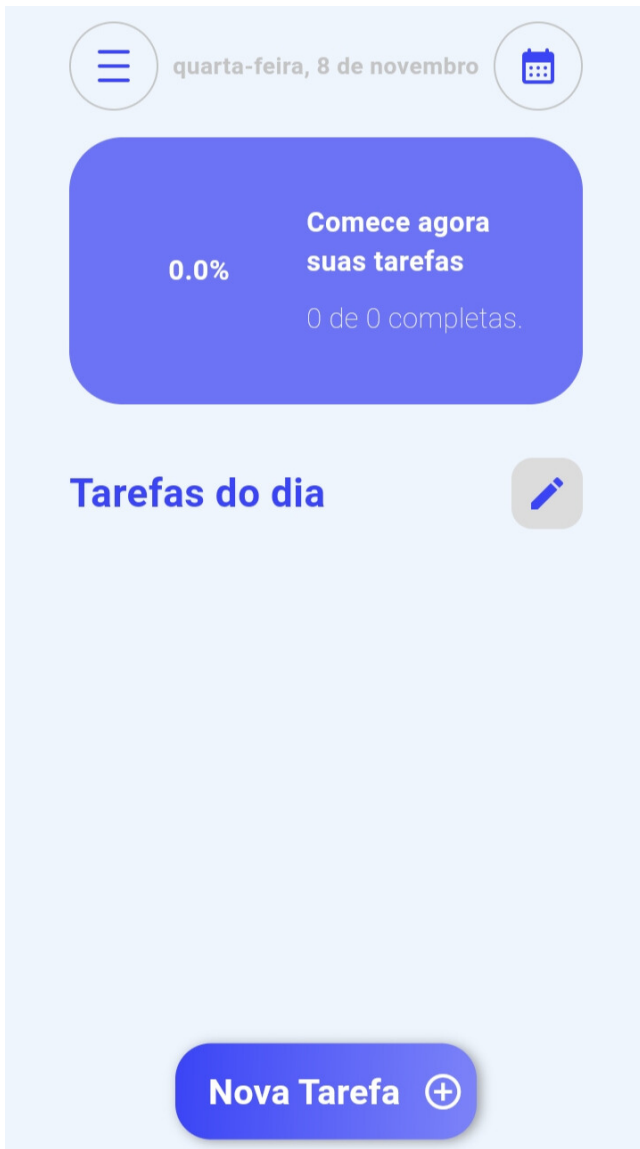 quarta-feira, 8 de novembro
Comece agora
suas tarefas
0.0%
0 de 0 completas.
Tarefas do dia
Nova Tarefa